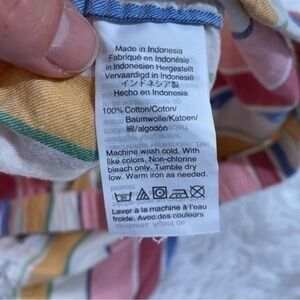 Made in Indonesia
Fabriqué en Indonésie
in Indonesien Hergestellt
Vervaardigd in Indonesië
インドネシア製
Hecho en Indonesia
100% Cotton/Coton/
Baumwolle/Katoen/
綿/algodón
Machine wash cold. With
like colors. Non-chlorine
bleach only. Tumble dry
low. Warm iron as needed.
Laver à la machine à l'eau
froide. Avec des couleurs